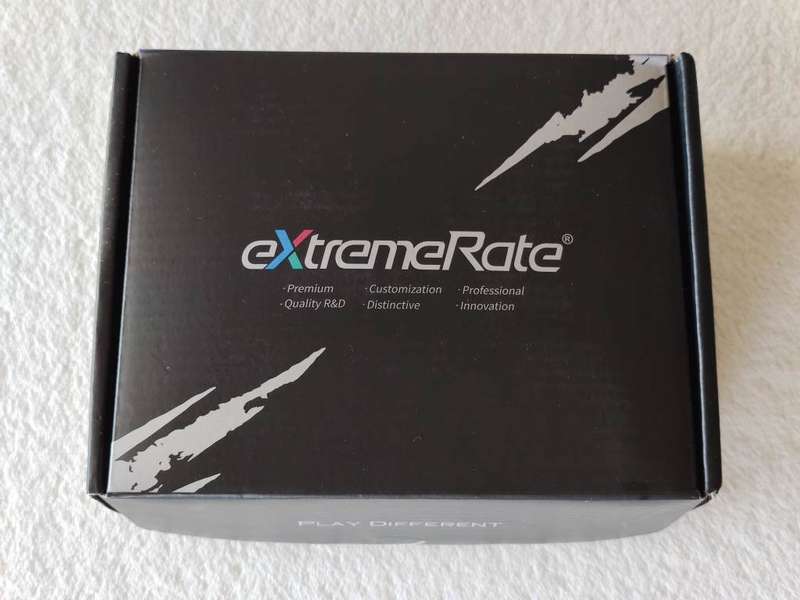 eXtremeRate®
·Premium ·Customization ·Professional
·Quality R&D ·Distinctive ·Innovation
PLAY DIFFERENT